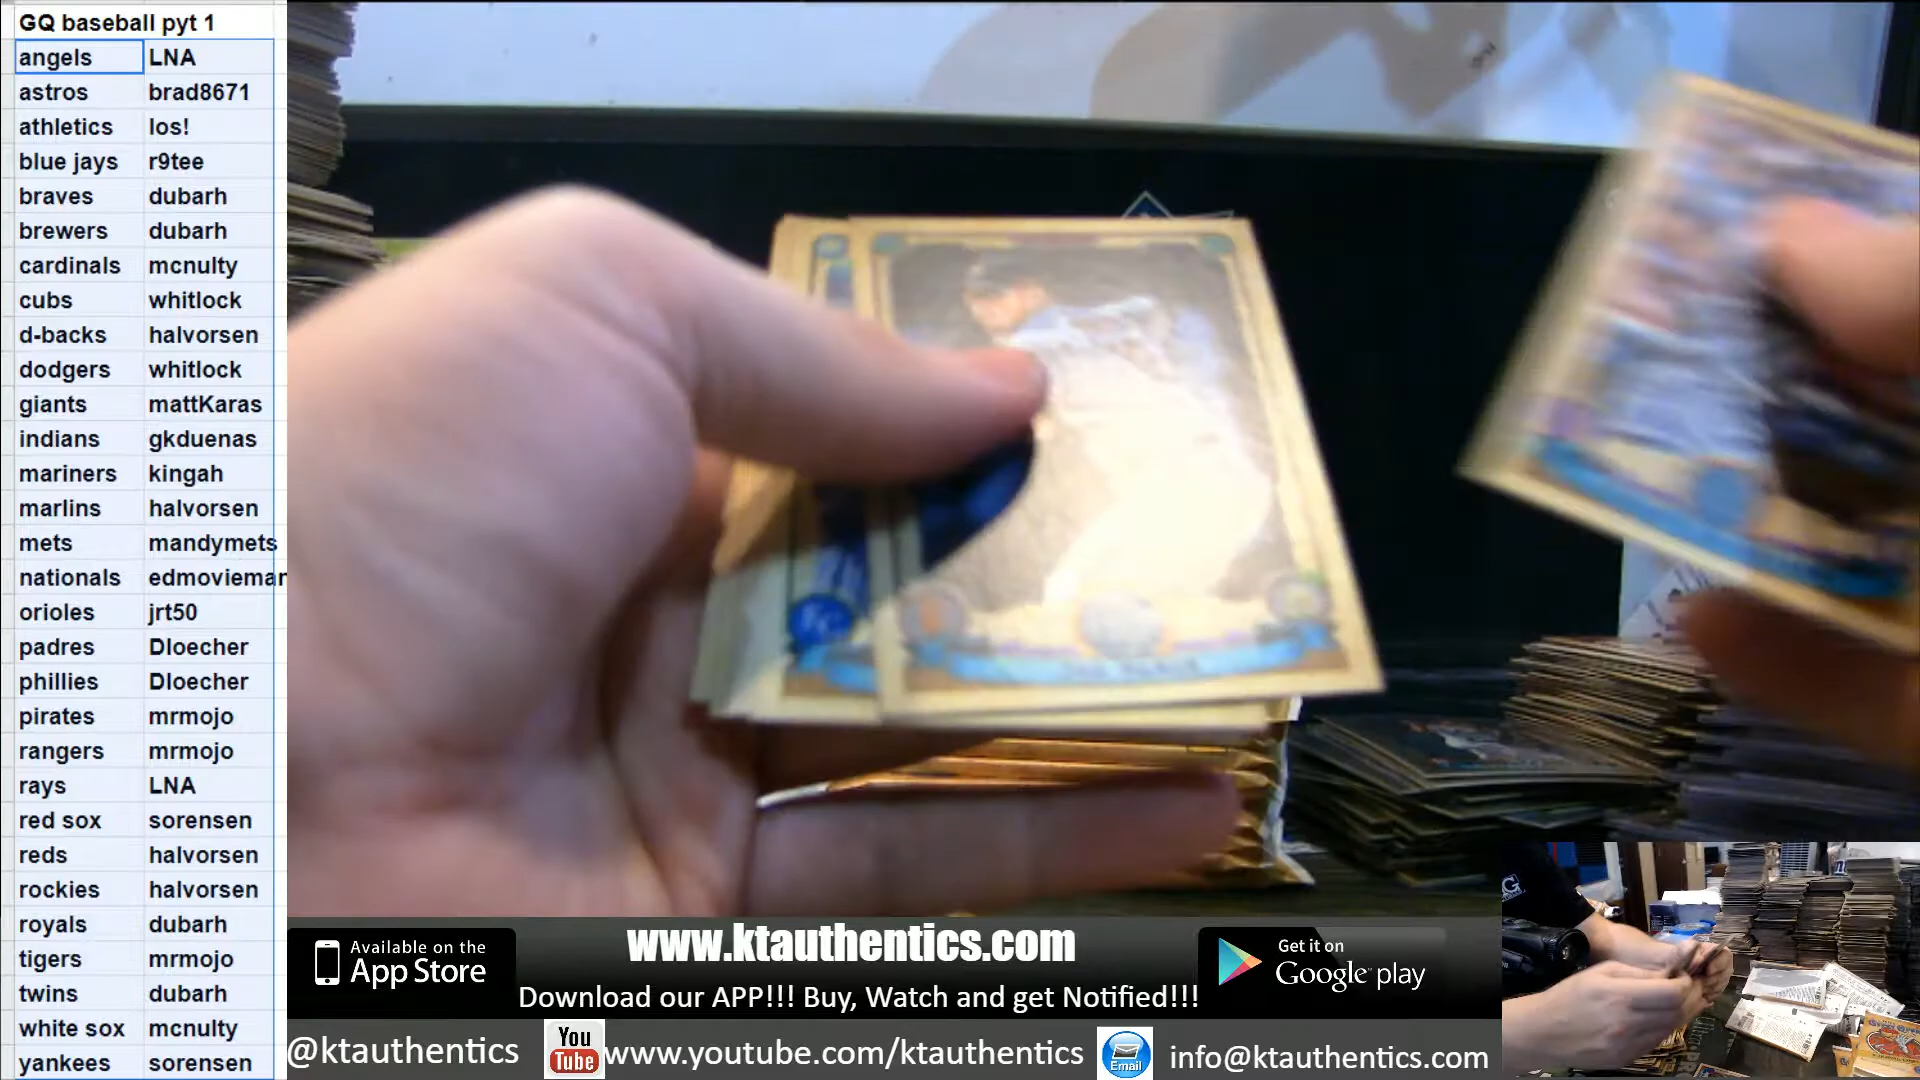 GQ baseball pyt 1
angels LNA
astros brad8671
athletics los!
blue jays r9tee
braves dubarh
brewers dubarh
cardinals mcnulty
cubs whitlock
d-backs halvorsen
dodgers whitlock
giants mattKaras
indians gkduenas
mariners kingah
marlins halvorsen
mets mandymets
nationals edmovieman
orioles jrt50
padres Dloecher
phillies Dloecher
pirates mrmojo
rangers mrmojo
rays LNA
red sox sorensen
reds halvorsen
rockies halvorsen
royals dubarh
tigers mrmojo
twins dubarh
white sox mcnulty
yankees sorensen
KC
Available on the
App Store
www.ktauthentics.com
Get it on
Google play
Download our APP!!! Buy, Watch and get Notified!!!
@ktauthentics
You
Tube
www.youtube.com/ktauthentics
Email
info@ktauthentics.com